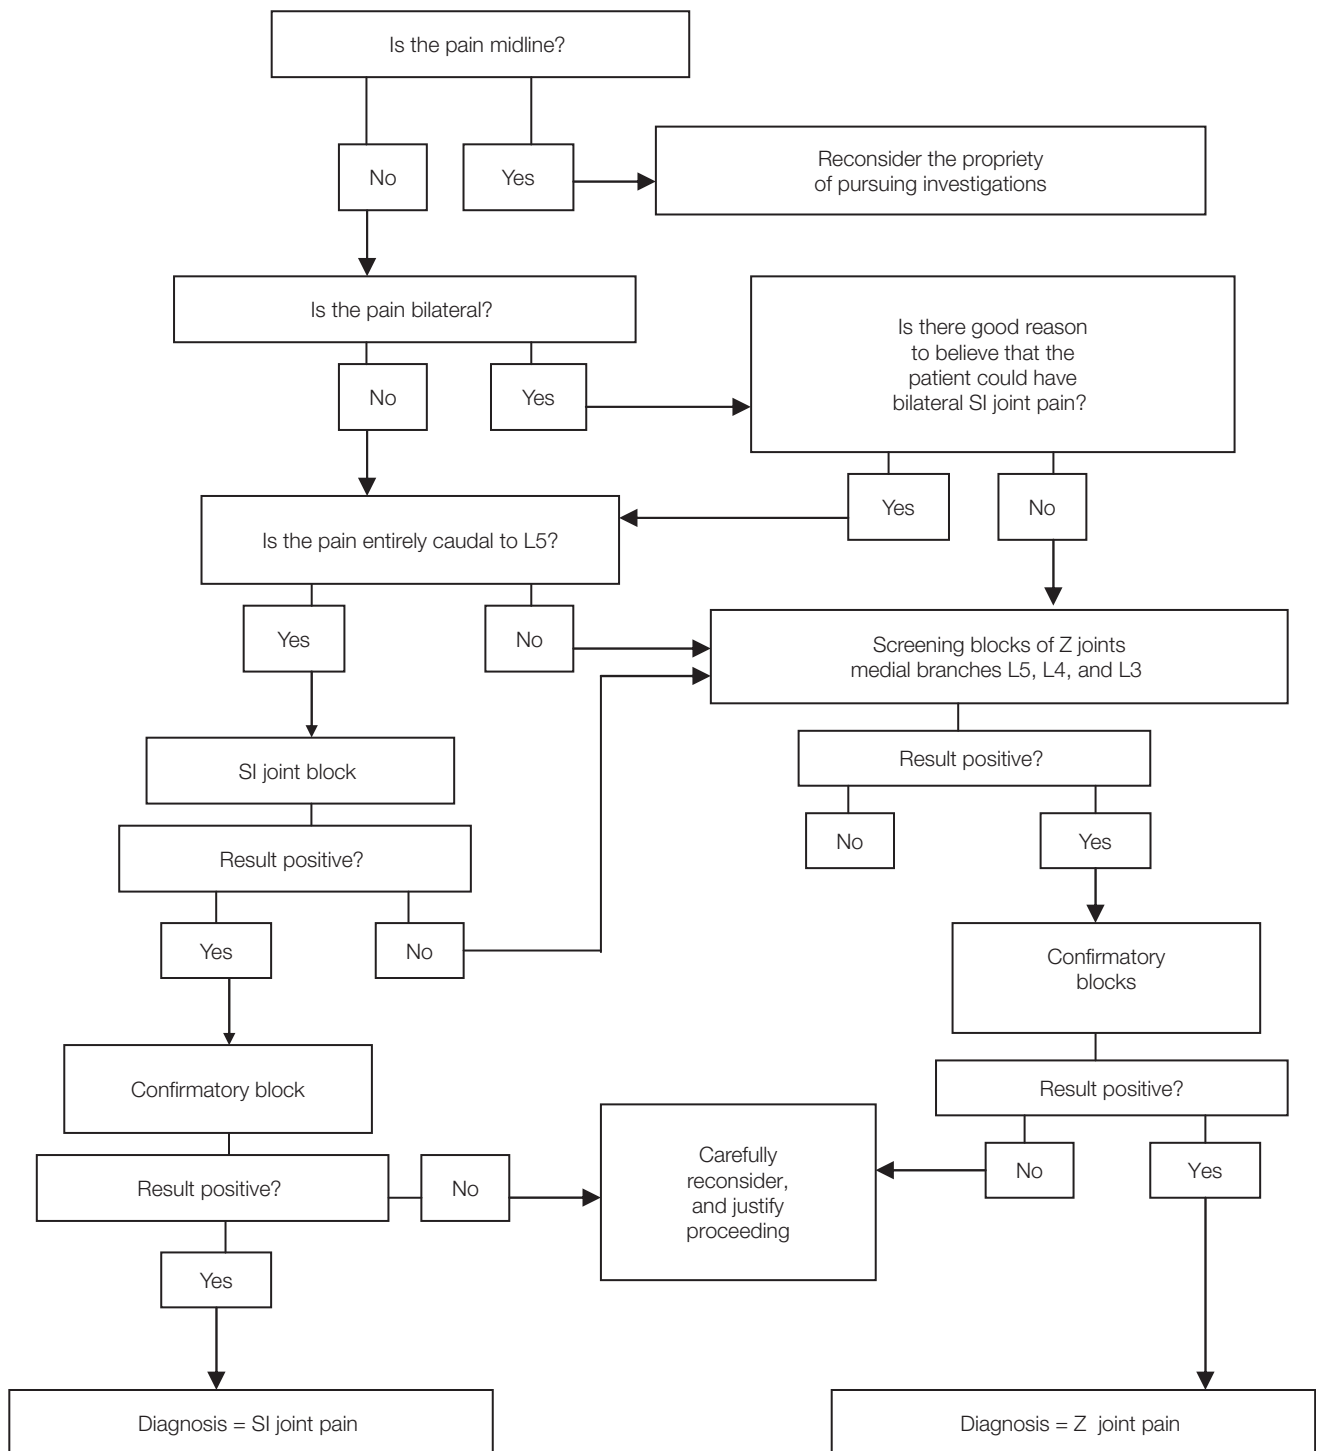 Is the pain midline?
No
Yes
Reconsider the propriety
of pursuing investigations
Is the pain bilateral?
No
Yes
Is there good reason
to believe that the
patient could have
bilateral SI joint pain?
Yes
No
Is the pain entirely caudal to L5?
Yes
No
Screening blocks of Z joints
medial branches L5, L4, and L3
Result positive?
No
Yes
SI joint block
Result positive?
Yes
No
Confirmatory
blocks
Result positive?
No
Yes
Confirmatory block
Result positive?
No
Yes
Carefully
reconsider,
and justify
proceeding
Diagnosis = SI joint pain
Diagnosis = Z joint pain